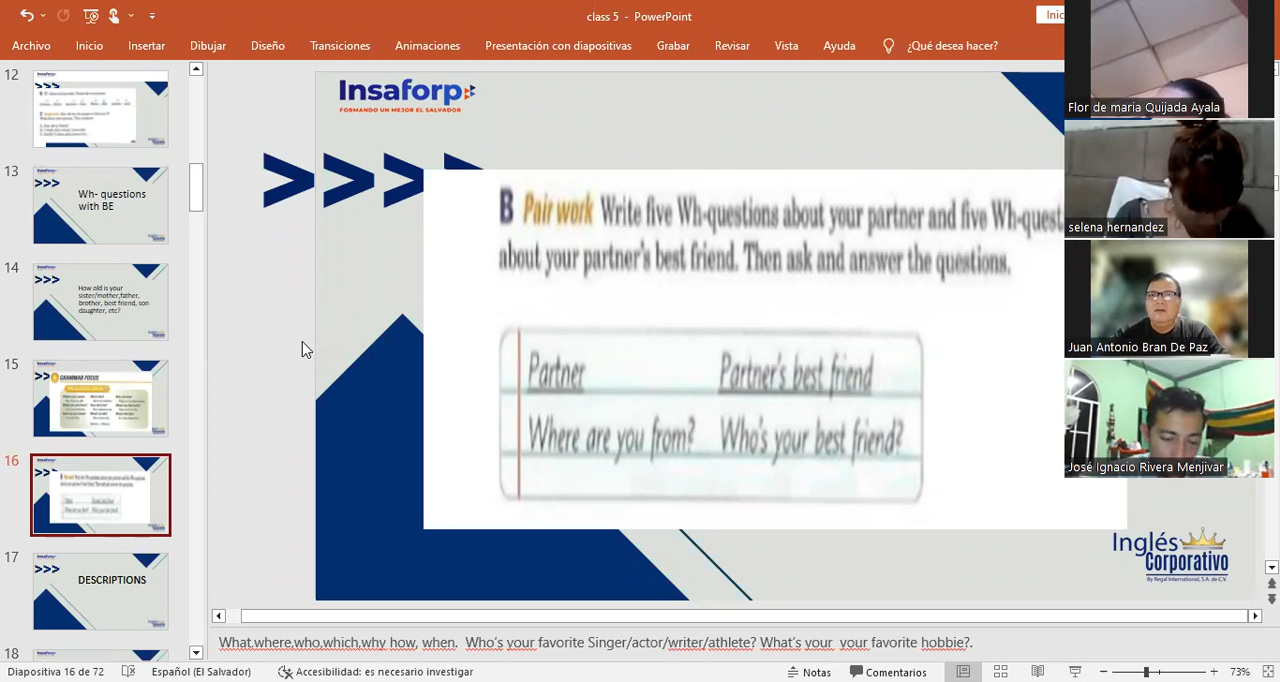 class 5 - PowerPoint
Inic
Archivo Inicio Insertar Dibujar Diseño Transiciones Animaciones Presentación con diapositivas Grabar Revisar Vista Ayuda ¿Qué desea hacer?
12
13
Wh- questions
with BE
14
How old is your
sister/mother,father,
brother, best friend, son
daughter, etc?
15
GRAMMAR FOCUS
16
17
DESCRIPTIONS
18
Insaforp
FORMANDO UN MEJOR EL SALVADOR
B Pair work Write five Wh-questions about your partner and five Wh-quest
about your partner's best friend. Then ask and answer the questions.
Partner Partner's best friend
Where are you from? Who's your best friend?
Inglés
Corporativo
By Regal International, S.A. de C.V.
Flor de maria Quijada Ayala
selena hernandez
Juan Antonio Bran De Paz
José Ignacio Rivera Menjivar
What,where,who,which,why how, when. Who's your favorite Singer/actor/writer/athlete? What's your your favorite hobbie?.
Diapositiva 16 de 72 Español (El Salvador) Accesibilidad: es necesario investigar Notas Comentarios 73%